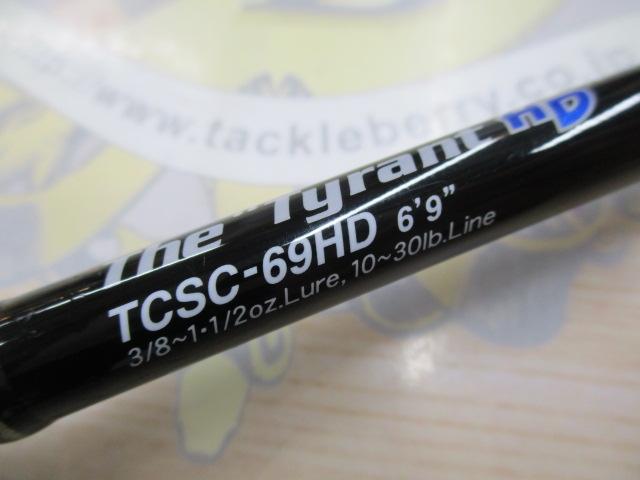 http://www.tackleberry.co.jp
The Tyrant HD
TCSC-69HD 6'9"
3/8~1·1/2oz.Lure, 10~30lb.Line